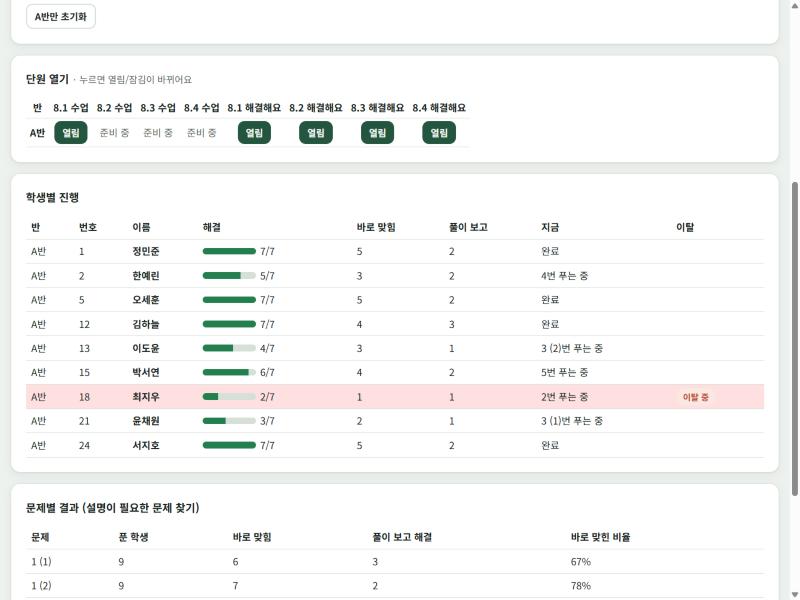 A반만 초기화
단원 열기 · 누르면 열림/잠김이 바뀌어요
반 8.1 수업 8.2 수업 8.3 수업 8.4 수업 8.1 해결해요 8.2 해결해요 8.3 해결해요 8.4 해결해요
A반 열림 준비 중 준비 중 준비 중 열림 열림 열림 열림
학생별 진행
반 번호 이름 해결 바로 맞힘 풀이 보고 지금 이탈
A반 1 정민준 7/7 5 2 완료
A반 2 한예린 5/7 3 2 4번 푸는 중
A반 5 오세훈 7/7 5 2 완료
A반 12 김하늘 7/7 4 3 완료
A반 13 이도윤 4/7 3 1 3 (2)번 푸는 중
A반 15 박서연 6/7 4 2 5번 푸는 중
A반 18 최지우 2/7 1 1 2번 푸는 중 이탈 중
A반 21 윤채원 3/7 2 1 3 (1)번 푸는 중
A반 24 서지호 7/7 5 2 완료
문제별 결과 (설명이 필요한 문제 찾기)
문제 푼 학생 바로 맞힘 풀이 보고 해결 바로 맞힌 비율
1 (1) 9 6 3 67%
1 (2) 9 7 2 78%